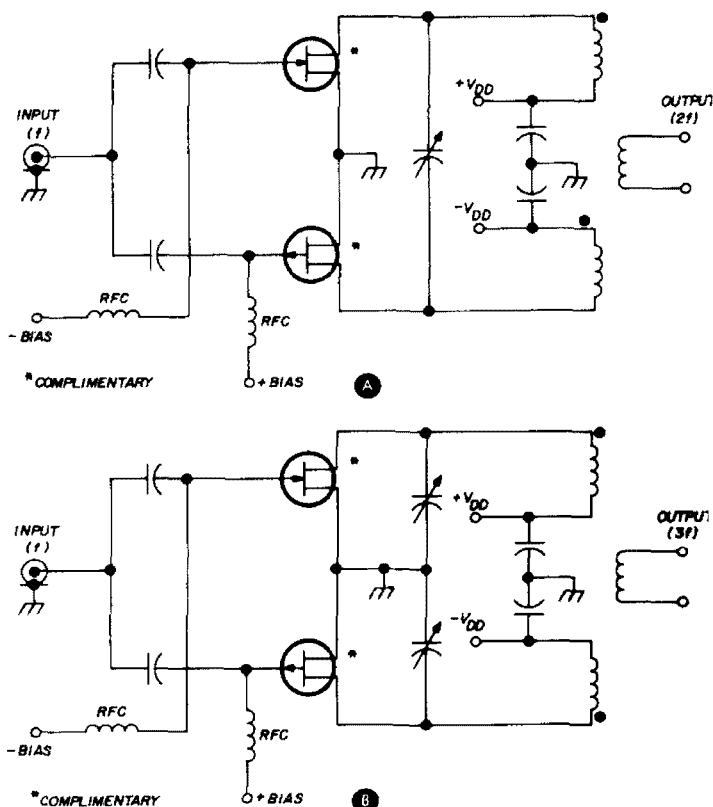 *
+VDD
OUTPUT
(2f)
INPUT
(f)
-VDD
*
RFC
RFC
-BIAS
*COMPLIMENTARY
+BIAS
A
*
+VDD
OUTPUT
(3f)
INPUT
(f)
-VDD
*
RFC
RFC
-BIAS
*COMPLIMENTARY
+BIAS
B